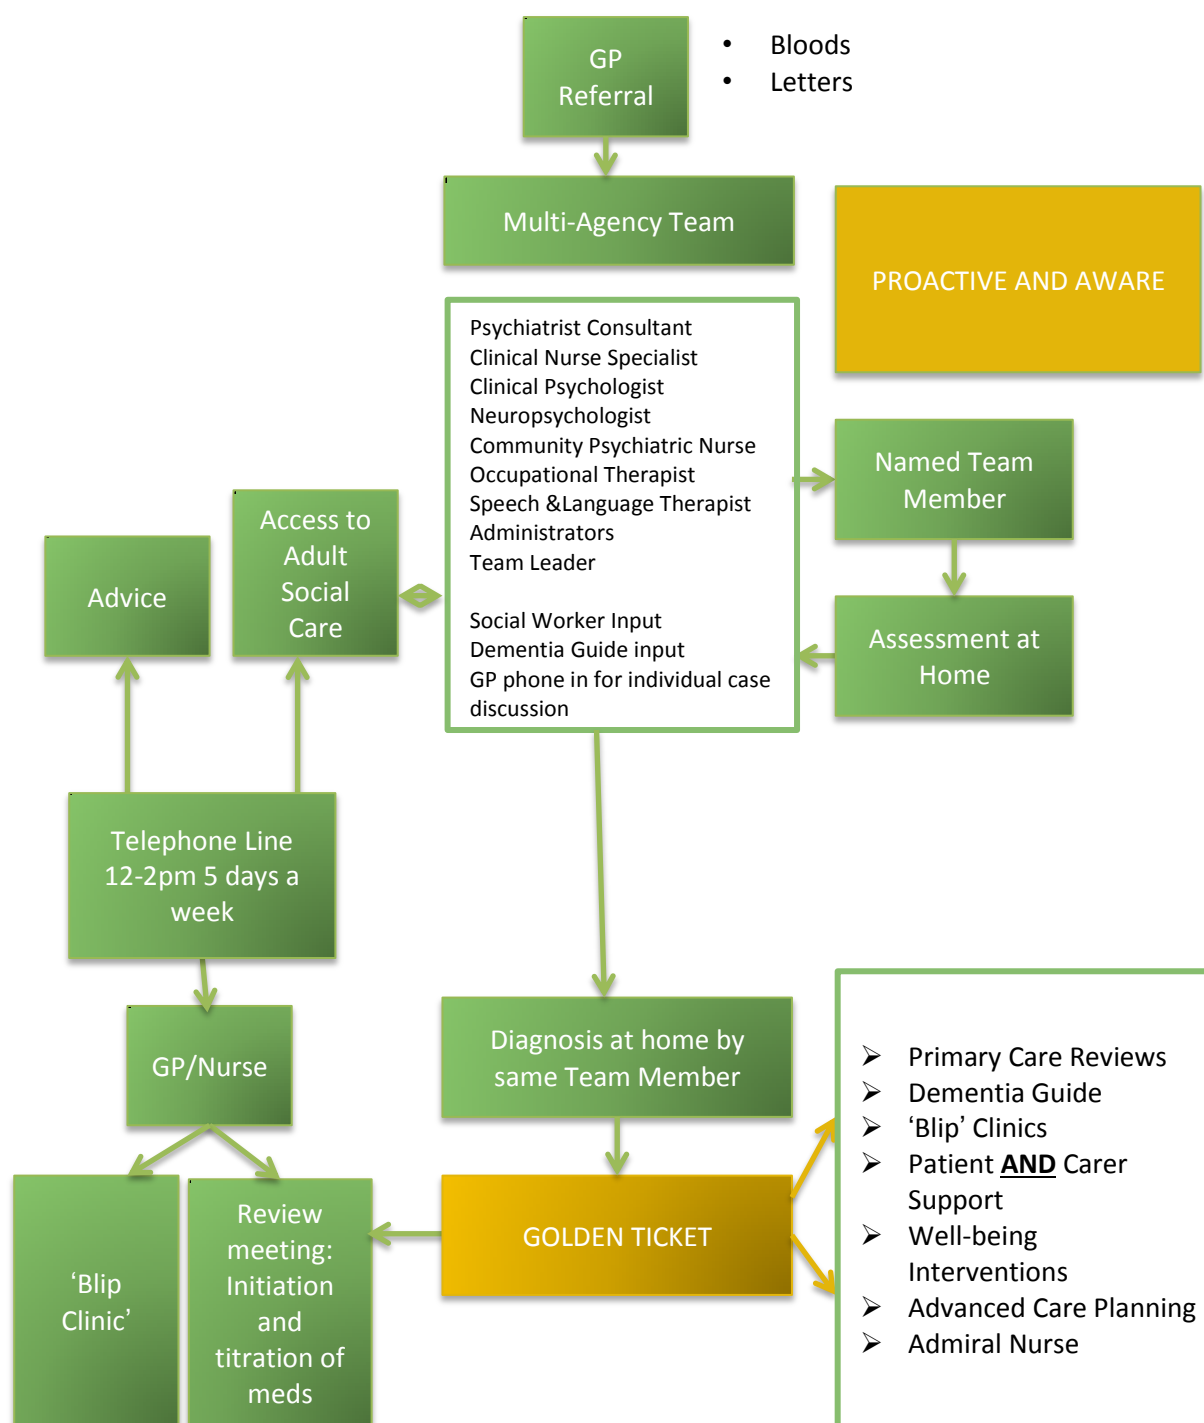 GP
Referral
• Bloods
• Letters
Multi-Agency Team
PROACTIVE AND AWARE
Psychiatrist Consultant
Clinical Nurse Specialist
Clinical Psychologist
Neuropsychologist
Community Psychiatric Nurse
Occupational Therapist
Speech &Language Therapist
Administrators
Team Leader
Social Worker Input
Dementia Guide input
GP phone in for individual case
discussion
Named Team
Member
Assessment at
Home
Access to
Adult
Social
Care
Advice
Telephone Line
12-2pm 5 days a
week
GP/Nurse
Diagnosis at home by
same Team Member
‘Blip
Clinic’
Review
meeting:
Initiation
and
titration of
meds
GOLDEN TICKET
➢ Primary Care Reviews
➢ Dementia Guide
➢ ‘Blip’ Clinics
➢ Patient AND Carer
Support
➢ Well-being
Interventions
➢ Advanced Care Planning
➢ Admiral Nurse